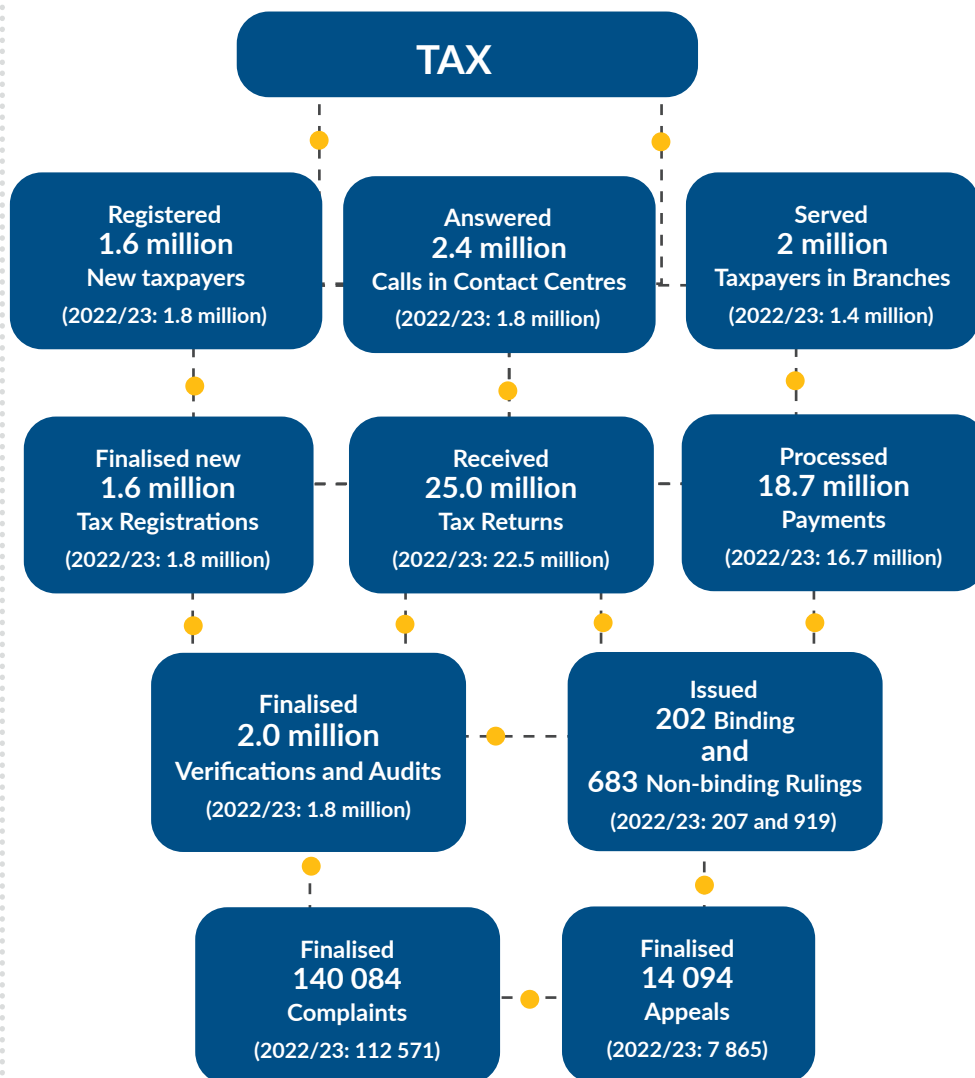 TAX
Registered
1.6 million
New taxpayers
(2022/23: 1.8 million)
Answered
2.4 million
Calls in Contact Centres
(2022/23: 1.8 million)
Served
2 million
Taxpayers in Branches
(2022/23: 1.4 million)
Finalised new
1.6 million
Tax Registrations
(2022/23: 1.8 million)
Received
25.0 million
Tax Returns
(2022/23: 22.5 million)
Processed
18.7 million
Payments
(2022/23: 16.7 million)
Finalised
2.0 million
Verifications and Audits
(2022/23: 1.8 million)
Issued
202 Binding
and
683 Non-binding Rulings
(2022/23: 207 and 919)
Finalised
140 084
Complaints
(2022/23: 112 571)
Finalised
14 094
Appeals
(2022/23: 7 865)